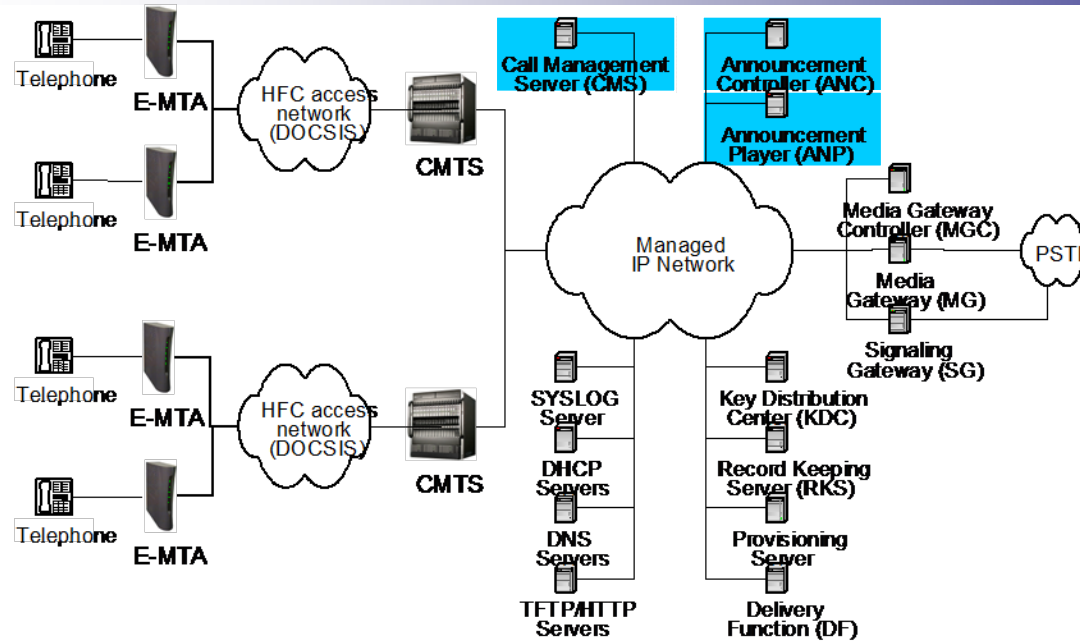 Telephone
E-MTA
Telephone
E-MTA
HFC access
network
(DOCSIS)
CMTS
Call Management
Server (CMS)
Announcement
Controller (ANC)
Announcement
Player (ANP)
Managed
IP Network
Media Gateway
Controller (MGC)
Media
Gateway (MG)
Signaling
Gateway (SG)
PST
Telephone
E-MTA
Telephone
E-MTA
HFC access
network
(DOCSIS)
CMTS
SYSLOG
Server
DHCP
Servers
DNS
Servers
TFTP/HTTP
Servers
Key Distribution
Center (KDC)
Record Keeping
Server (RKS)
Provisioning
Server
Delivery
Function (DF)